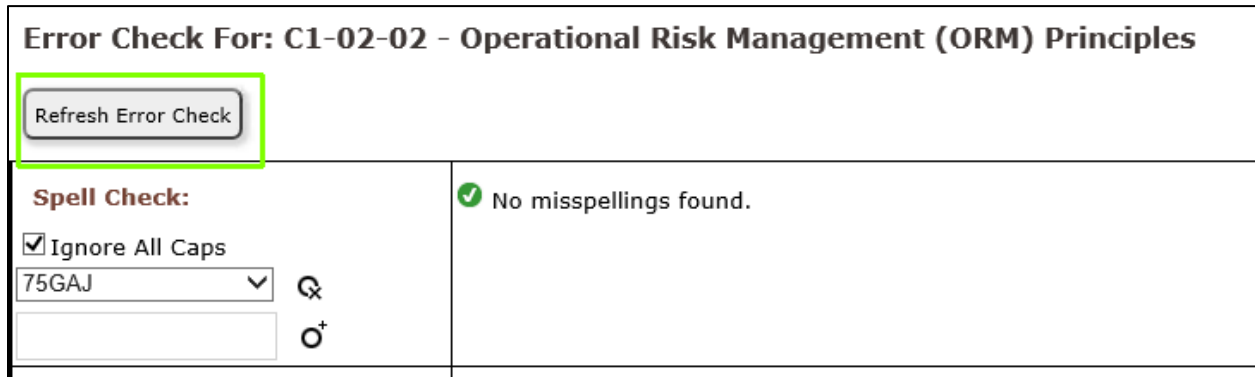 Error Check For: C1-02-02 - Operational Risk Management (ORM) Principles
Refresh Error Check
Spell Check:
No misspellings found.
Ignore All Caps
75GAJ